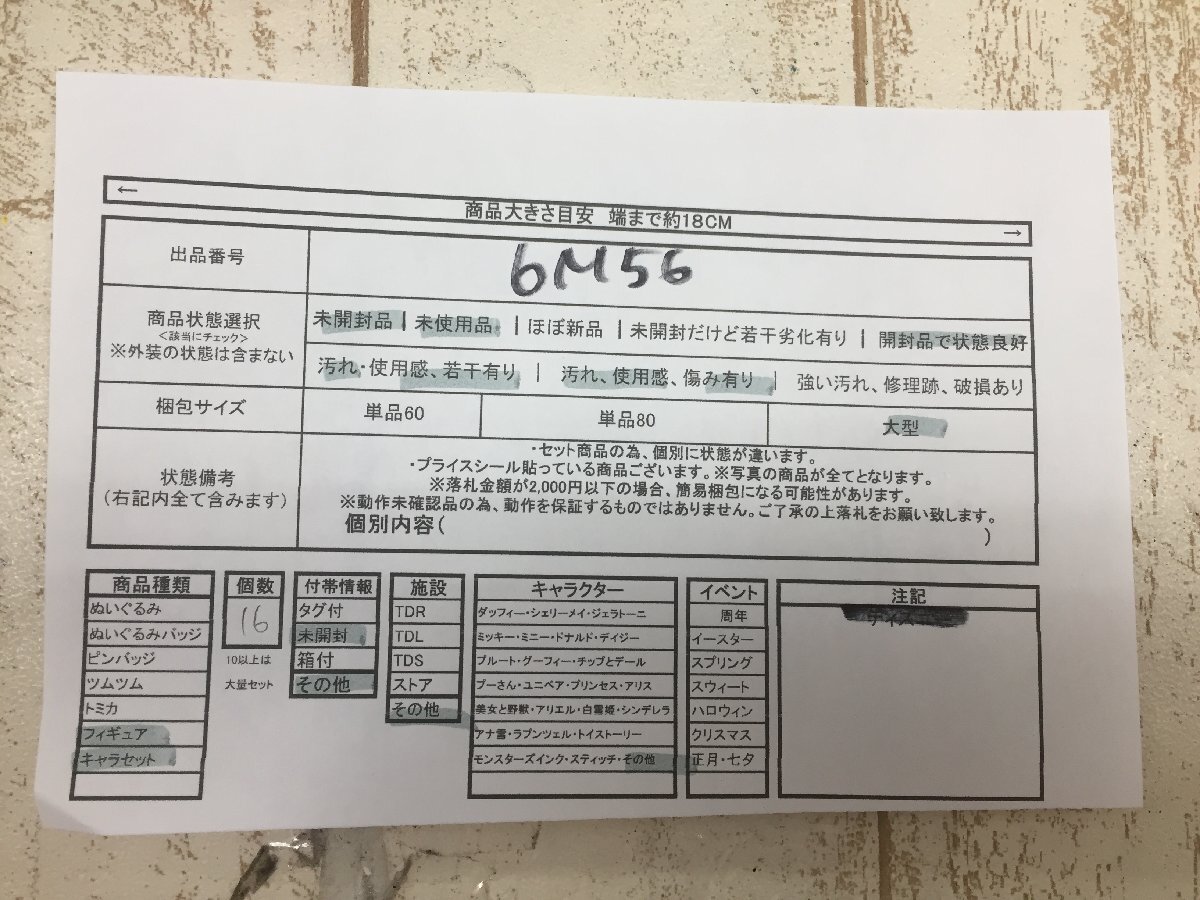 ← 商品大きさ目安 端まで約18CM →
出品番号 6M56
商品状態選択
<該当にチェック>
※外装の状態は含まない
未開封品 | 未使用品 | ほぼ新品 | 未開封だけど若干劣化有り | 開封品で状態良好
汚れ・使用感、若干有り | 汚れ、使用感、傷み有り | 強い汚れ、修理跡、破損あり
梱包サイズ 単品60 単品80 大型
状態備考
(右記内全て含みます)
・セット商品の為、個別に状態が違います。
・プライスシール貼っている商品ございます。※写真の商品が全てとなります。
※落札金額が2,000円以下の場合、簡易梱包になる可能性があります。
※動作未確認品の為、動作を保証するものではありません。ご了承の上落札をお願い致します。
個別内容( )
商品種類
ぬいぐるみ
ぬいぐるみバッジ
ピンバッジ
ツムツム
トミカ
フィギュア
キャラセット
個数
16
10以上は
大量セット
付帯情報
タグ付
未開封
箱付
その他
施設
TDR
TDL
TDS
ストア
その他
キャラクター
ダッフィー・シェリーメイ・ジェラトーニ
ミッキー・ミニー・ドナルド・デイジー
プルート・グーフィー・チップとデール
プーさん・ユニベア・プリンセス・アリス
美女と野獣・アリエル・白雪姫・シンデレラ
アナ雪・ラプンツェル・トイストーリー
モンスターズインク・スティッチ・その他
イベント
周年
イースター
スプリング
スウィート
ハロウィン
クリスマス
正月・七夕
注記